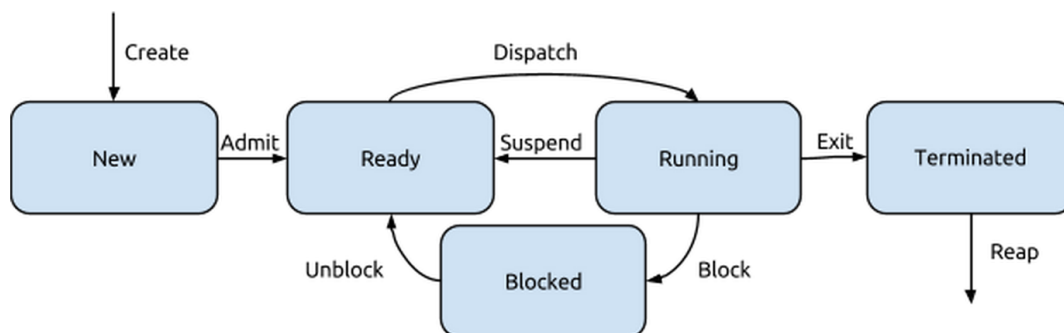 Create
Dispatch
New
Admit
Ready
Suspend
Running
Exit
Terminated
Unblock
Blocked
Block
Reap